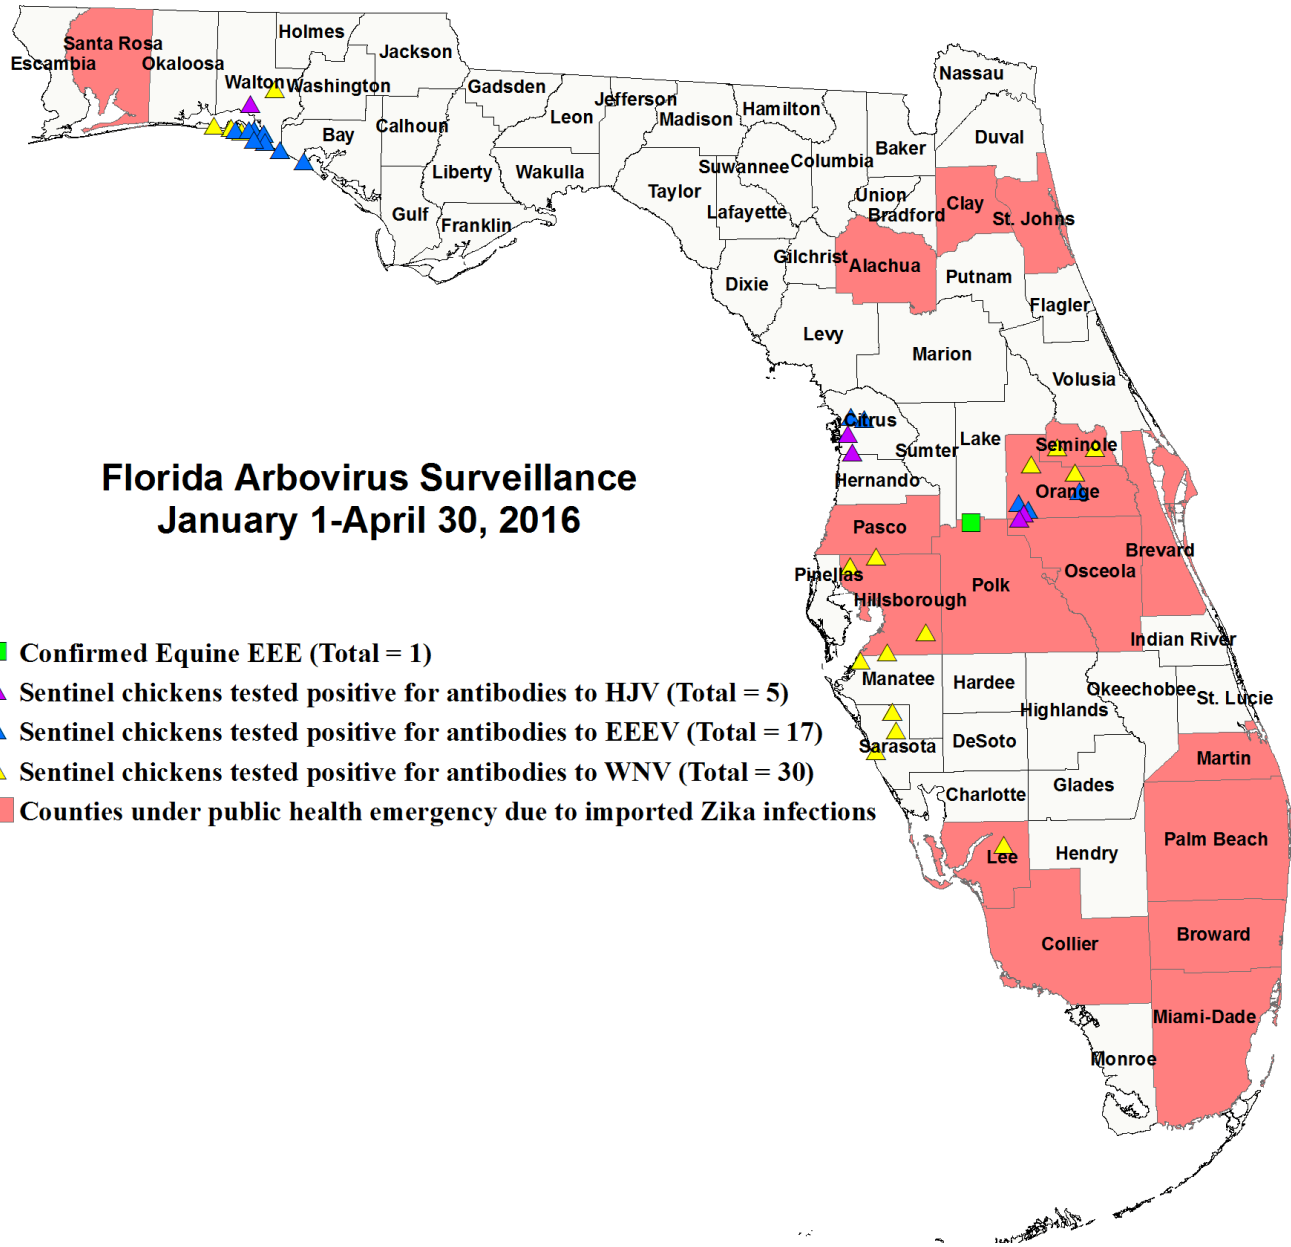 Holmes
Jackson
Santa Rosa
Escambia
Okaloosa
Walton
Washington
Gadsden
Jefferson
Leon
Madison
Hamilton
Nassau
Bay
Calhoun
Duval
Baker
Columbia
Suwannee
Liberty
Wakulla
Taylor
Union
Clay
Lafayette
Bradford
St. Johns
Gulf
Franklin
Gilchrist
Alachua
Dixie
Putnam
Flagler
Levy
Marion
Volusia
Citrus
Sumter
Lake
Seminole
Hernando
Orange
Florida Arbovirus Surveillance
January 1-April 30, 2016
Pasco
Brevard
Pinellas
Osceola
Polk
Hillsborough
Indian River
Manatee
Hardee
Okeechobee
St. Lucie
Highlands
Sarasota
DeSoto
Martin
Charlotte
Glades
Palm Beach
Lee
Hendry
Broward
Collier
Miami-Dade
Monroe
Confirmed Equine EEE (Total = 1)
Sentinel chickens tested positive for antibodies to HJV (Total = 5)
Sentinel chickens tested positive for antibodies to EEEV (Total = 17)
Sentinel chickens tested positive for antibodies to WNV (Total = 30)
Counties under public health emergency due to imported Zika infections